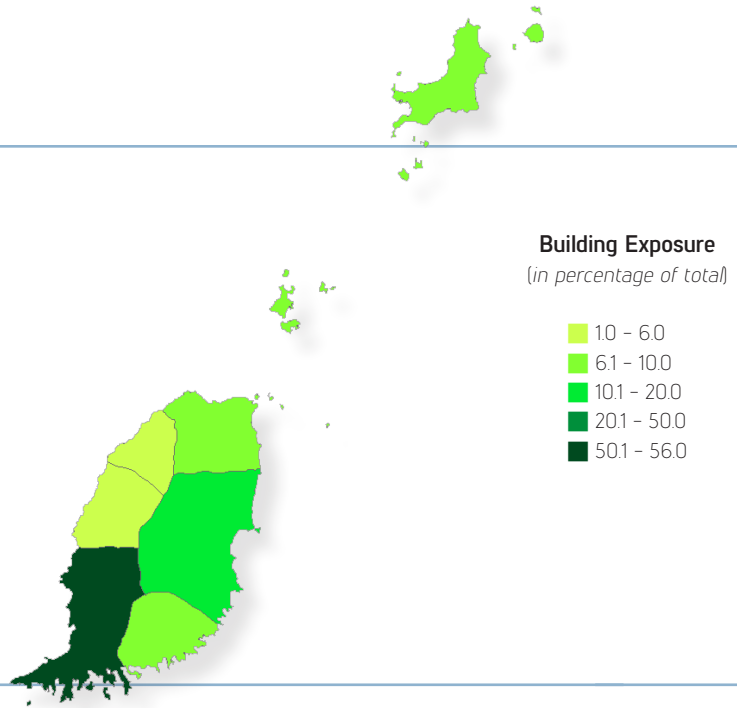 Building Exposure
(in percentage of total)
1.0 - 6.0
6.1 - 10.0
10.1 - 20.0
20.1 - 50.0
50.1 - 56.0